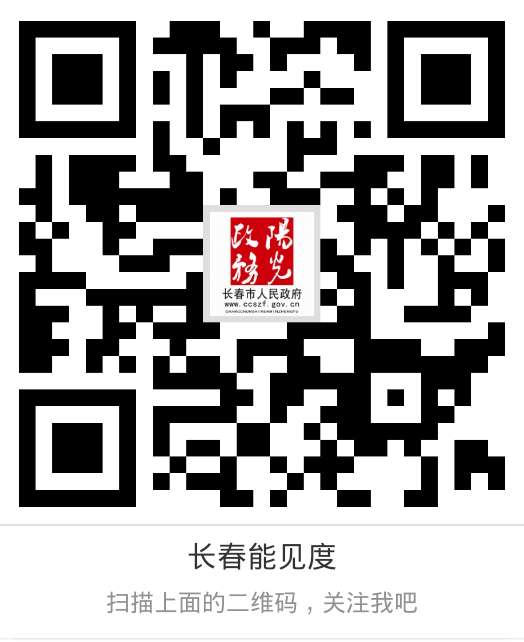 陽光
政務
长春市人民政府
www.ccszf.gov.cn
长春能见度
扫描上面的二维码，关注我吧